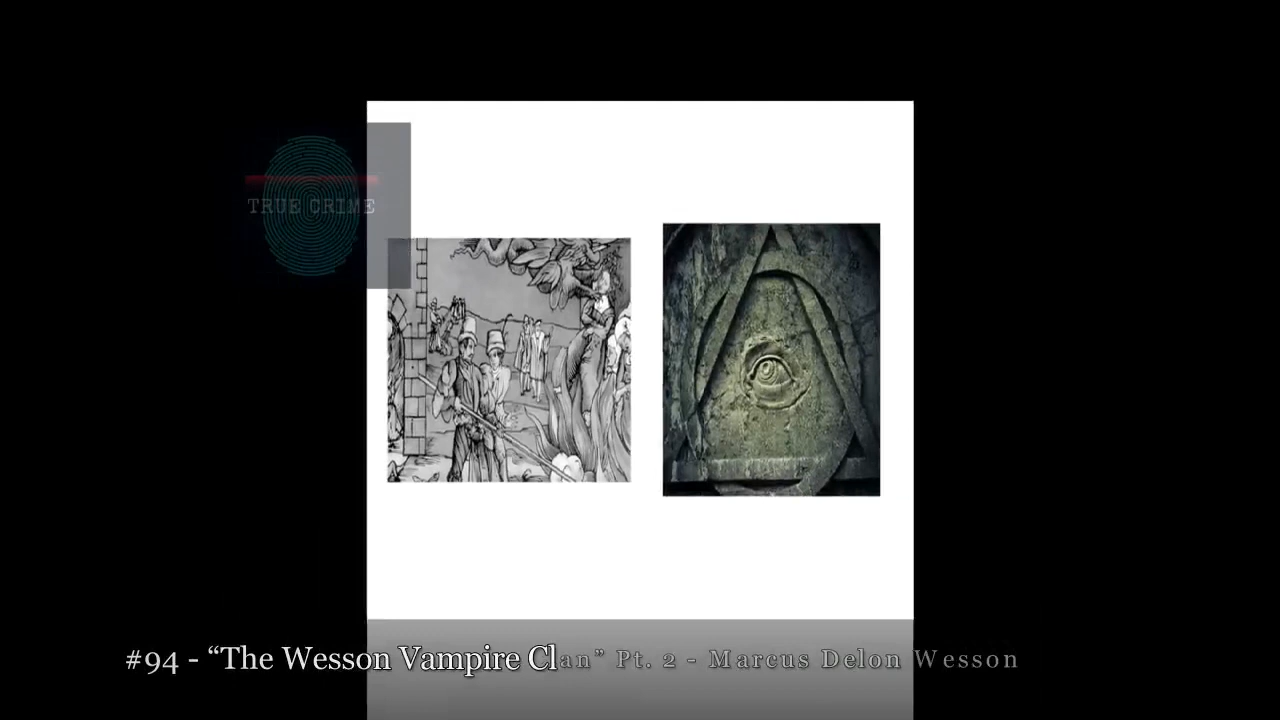 TRUE CRIME
#94 - “The Wesson Vampire Clan” Pt. 2 - Marcus Delon Wesson